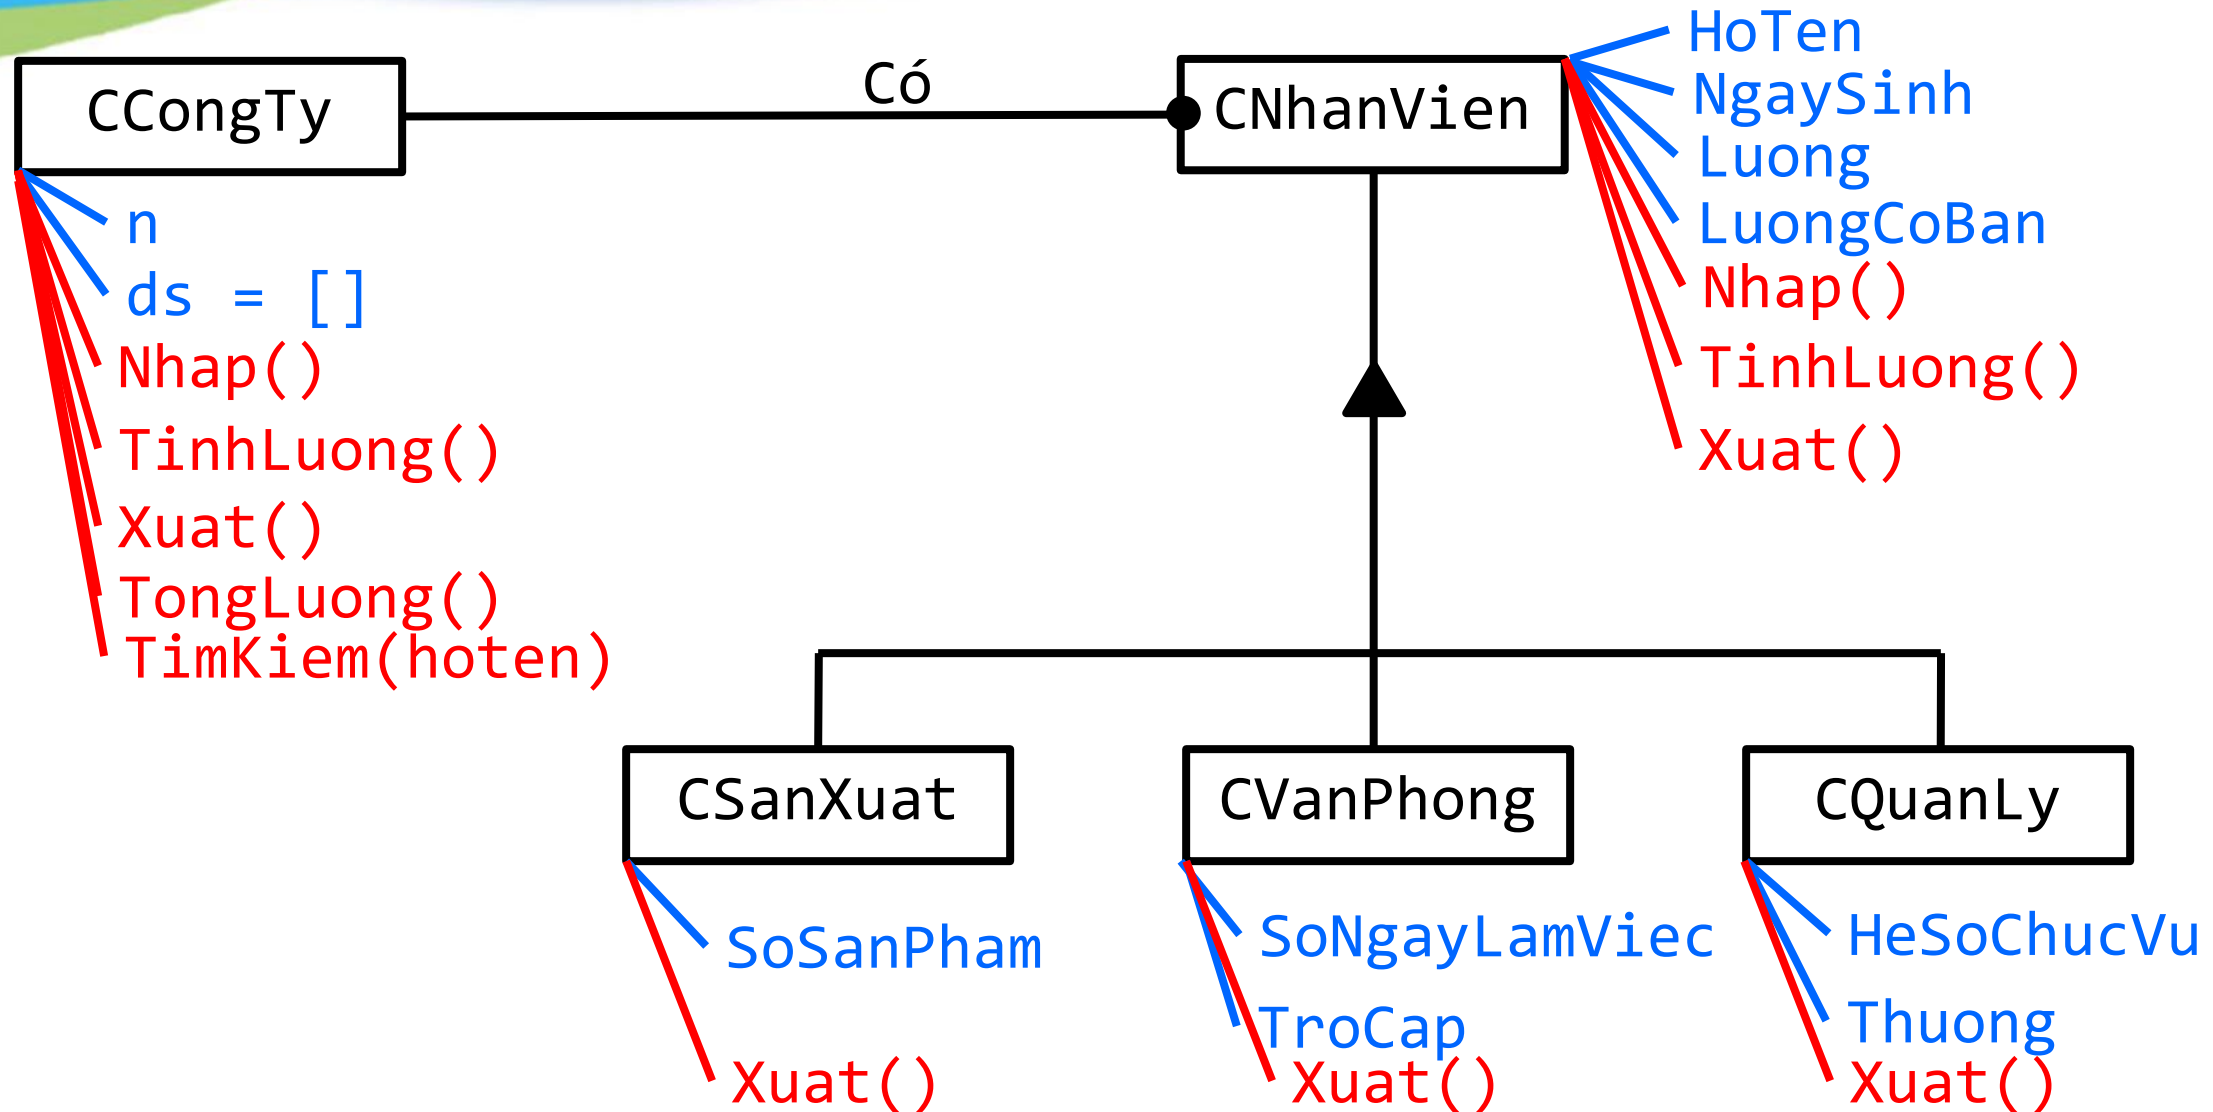 CCongTy
n
ds = []
Nhap()
TinhLuong()
Xuat()
TongLuong()
TimKiem(hoten)
Có
CNhanVien
HoTen
NgaySinh
Luong
LuongCoBan
Nhap()
TinhLuong()
Xuat()
CSanXuat
SoSanPham
Xuat()
CVanPhong
SoNgayLamViec
TroCap
Xuat()
CQuanLy
HeSoChucVu
Thuong
Xuat()